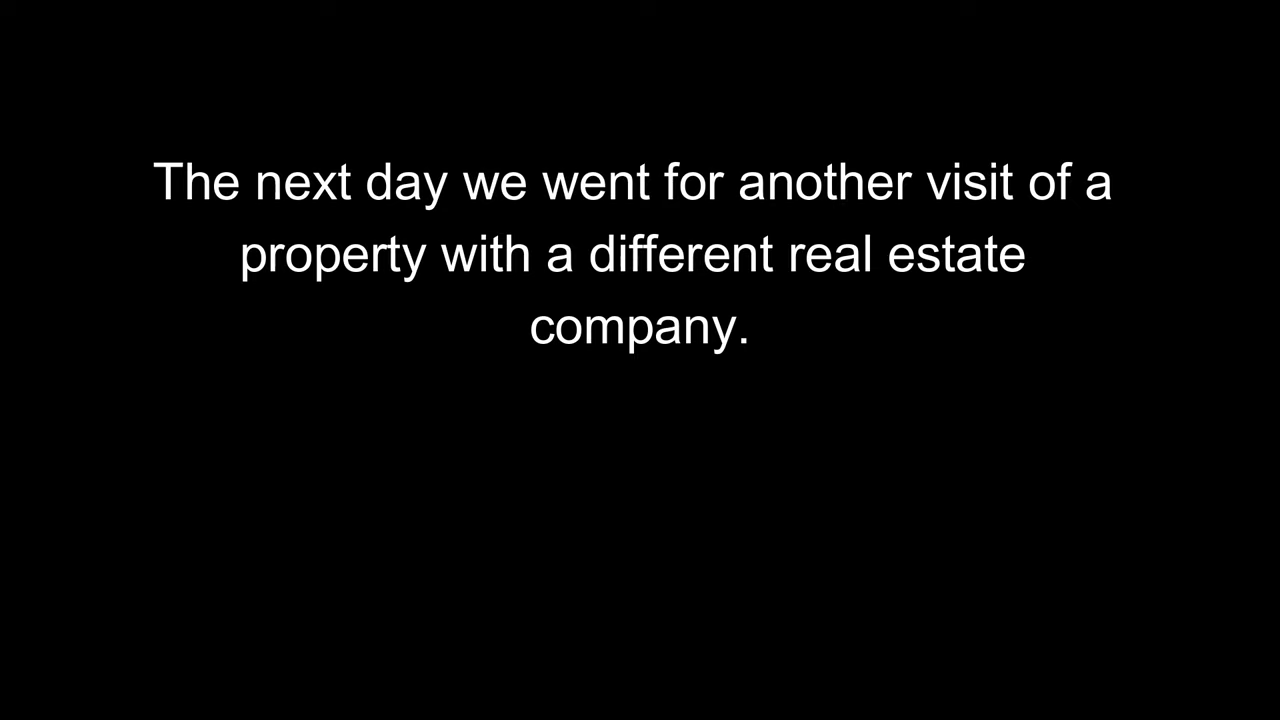 The next day we went for another visit of a
property with a different real estate
company.